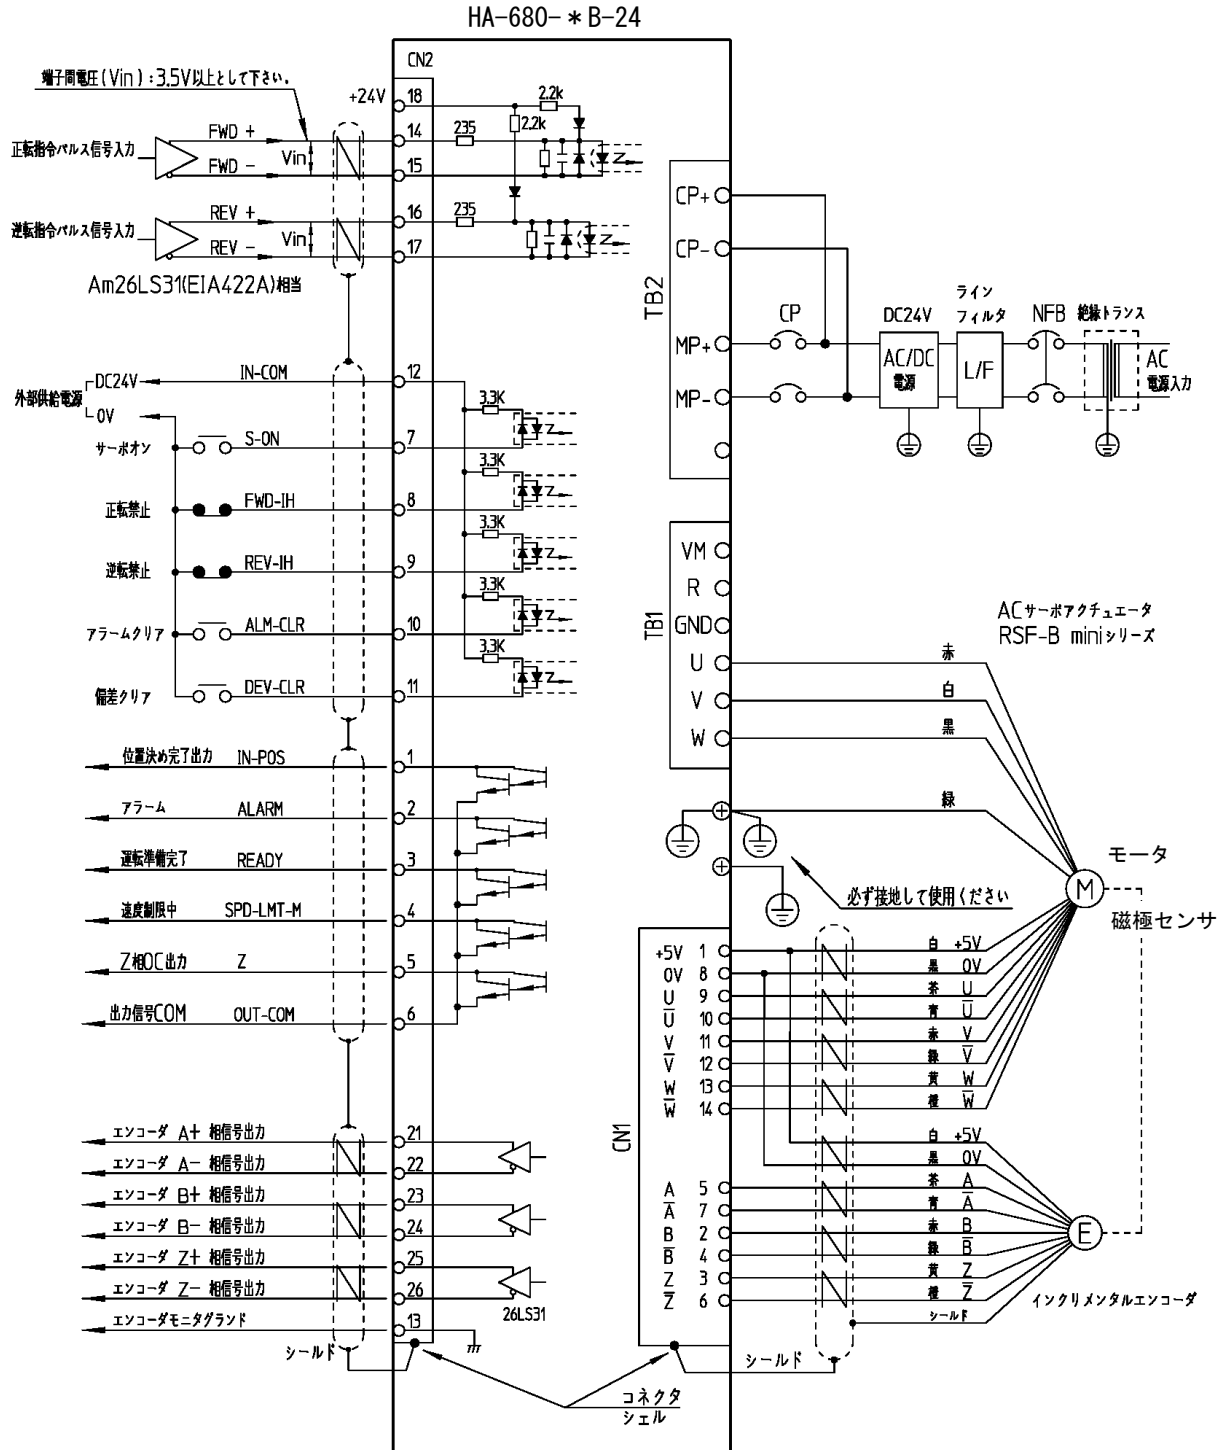 HA-680-＊B-24
CN2
端子間電圧(Vin):3.5V以上として下さい.
+24V 18
2.2k
2.2k
正転指令パルス信号入力
FWD +
FWD -
Vin
14
15
235
逆転指令パルス信号入力
REV +
REV -
Vin
16
17
235
Am26LS31(EIA422A)相当
外部供給電源
DC24V
0V
IN-COM
12
サーボオン
S-ON
7
3.3K
正転禁止
FWD-IH
8
3.3K
逆転禁止
REV-IH
9
3.3K
アラームクリア
ALM-CLR
10
3.3K
偏差クリア
DEV-CLR
11
3.3K
位置決め完了出力 IN-POS 1
アラーム ALARM 2
運転準備完了 READY 3
速度制限中 SPD-LMT-M 4
Z相OC出力 Z 5
出力信号COM OUT-COM 6
エンコーダ A+ 相信号出力 21
エンコーダ A- 相信号出力 22
エンコーダ B+ 相信号出力 23
エンコーダ B- 相信号出力 24
エンコーダ Z+ 相信号出力 25
エンコーダ Z- 相信号出力 26
26LS31
エンコーダモニタグランド 13
シールド
コネクタ
シェル
TB2
CP+
CP-
MP+
MP-
CP
DC24V
AC/DC
電源
ライン
フィルタ
L/F
NFB
絶縁トランス
AC
電源入力
TB1
VM
R
GND
U
V
W
赤
白
黒
緑
ACサーボアクチュエータ
RSF-B miniシリーズ
必ず接地して使用ください
モータ
M
磁極センサ
CN1
+5V 1 白 +5V
0V 8 黒 0V
U 9 茶 U
U̅ 10 青 U̅
V 11 赤 V
V̅ 12 緑 V̅
W 13 黄 W
W̅ 14 橙 W̅
白 +5V
黒 0V
A 5 茶 A
A̅ 7 青 A̅
B 2 赤 B
B̅ 4 緑 B̅
Z 3 黄 Z
Z̅ 6 橙 Z̅
シールド
E
インクリメンタルエンコーダ
シールド